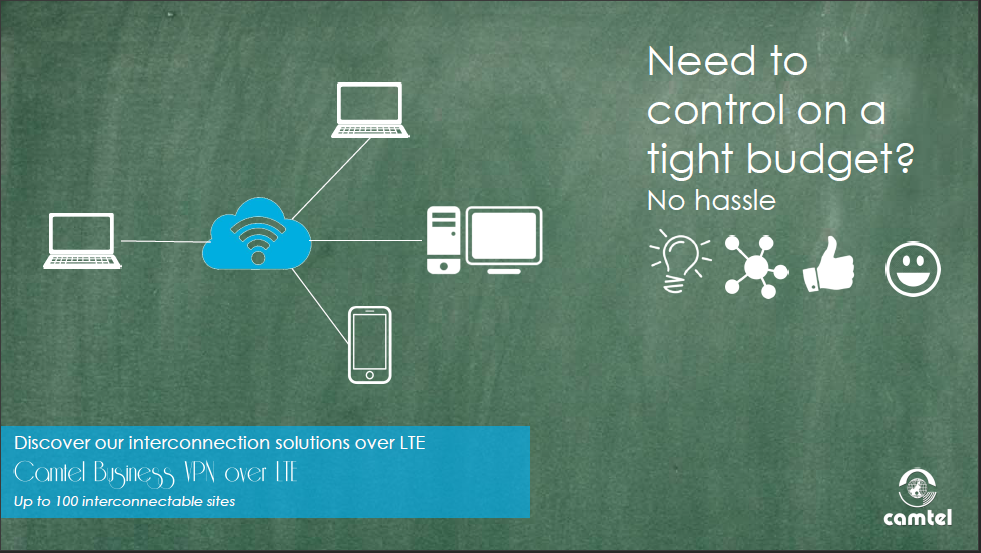 Need to
control on a
tight budget?
No hassle
Discover our interconnection solutions over LTE
Camtel Business VPN over LTE
Up to 100 interconnectable sites
camtel